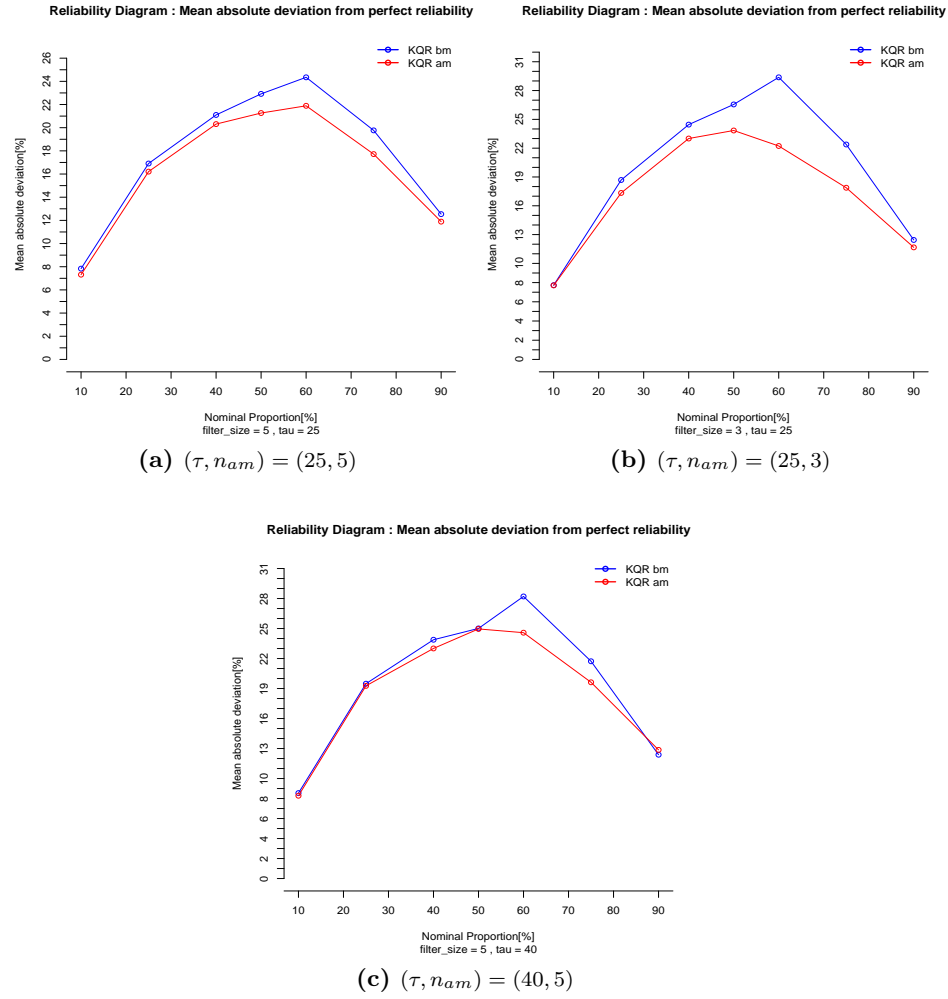 Reliability Diagram : Mean absolute deviation from perfect reliability
KQR bm
KQR am
Mean absolute deviation[%]
0 2 4 6 8 10 12 14 16 18 20 22 24 26
10 20 30 40 50 60 70 80 90
Nominal Proportion[%]
filter_size = 5 , tau = 25
(a) (τ, n_am) = (25, 5)
Reliability Diagram : Mean absolute deviation from perfect reliability
KQR bm
KQR am
Mean absolute deviation[%]
0 2 4 6 8 10 13 16 19 22 25 28 31
10 20 30 40 50 60 70 80 90
Nominal Proportion[%]
filter_size = 3 , tau = 25
(b) (τ, n_am) = (25, 3)
Reliability Diagram : Mean absolute deviation from perfect reliability
KQR bm
KQR am
Mean absolute deviation[%]
0 2 4 6 8 10 13 16 19 22 25 28 31
10 20 30 40 50 60 70 80 90
Nominal Proportion[%]
filter_size = 5 , tau = 40
(c) (τ, n_am) = (40, 5)